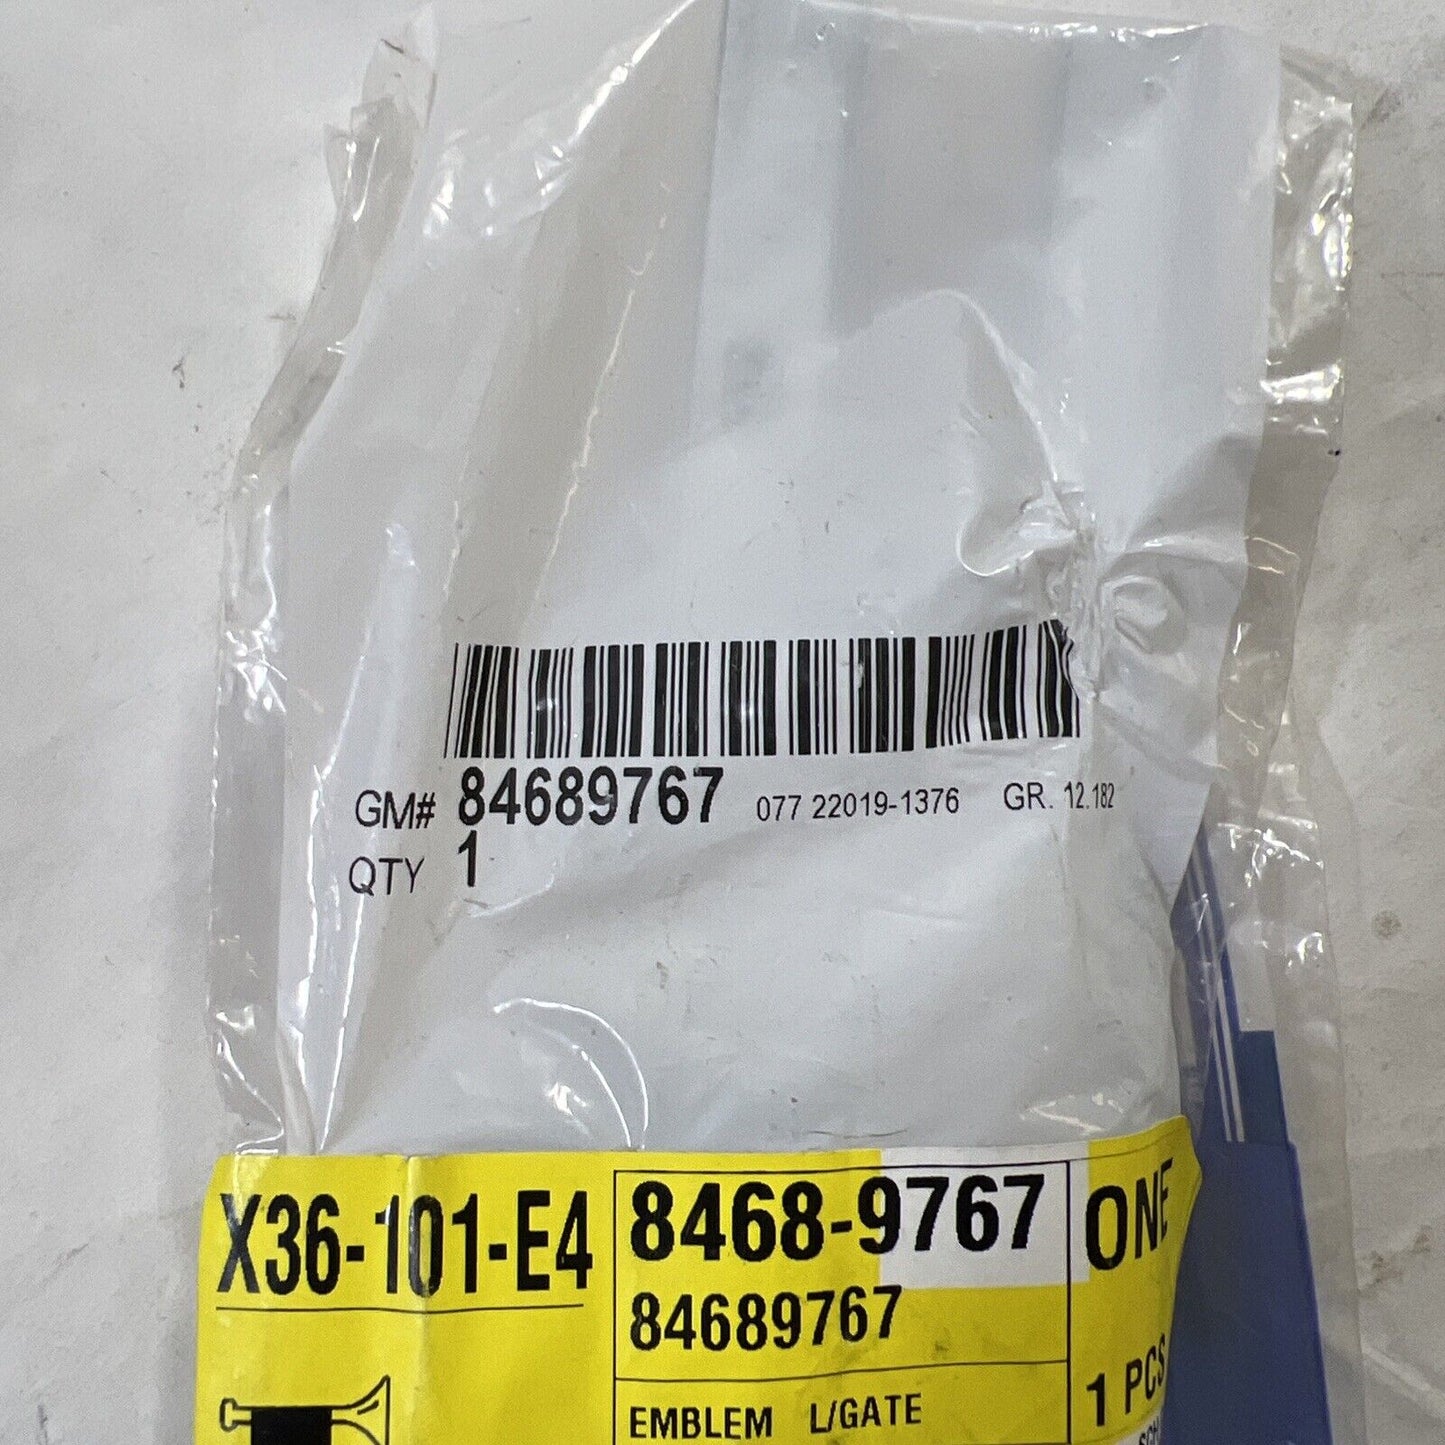 GM# 84689767 077 22019-1376 GR. 12.182
QTY 1
X36-101-E4
8468-9767
ONE
84689767
1 PCS
EMBLEM L/GATE